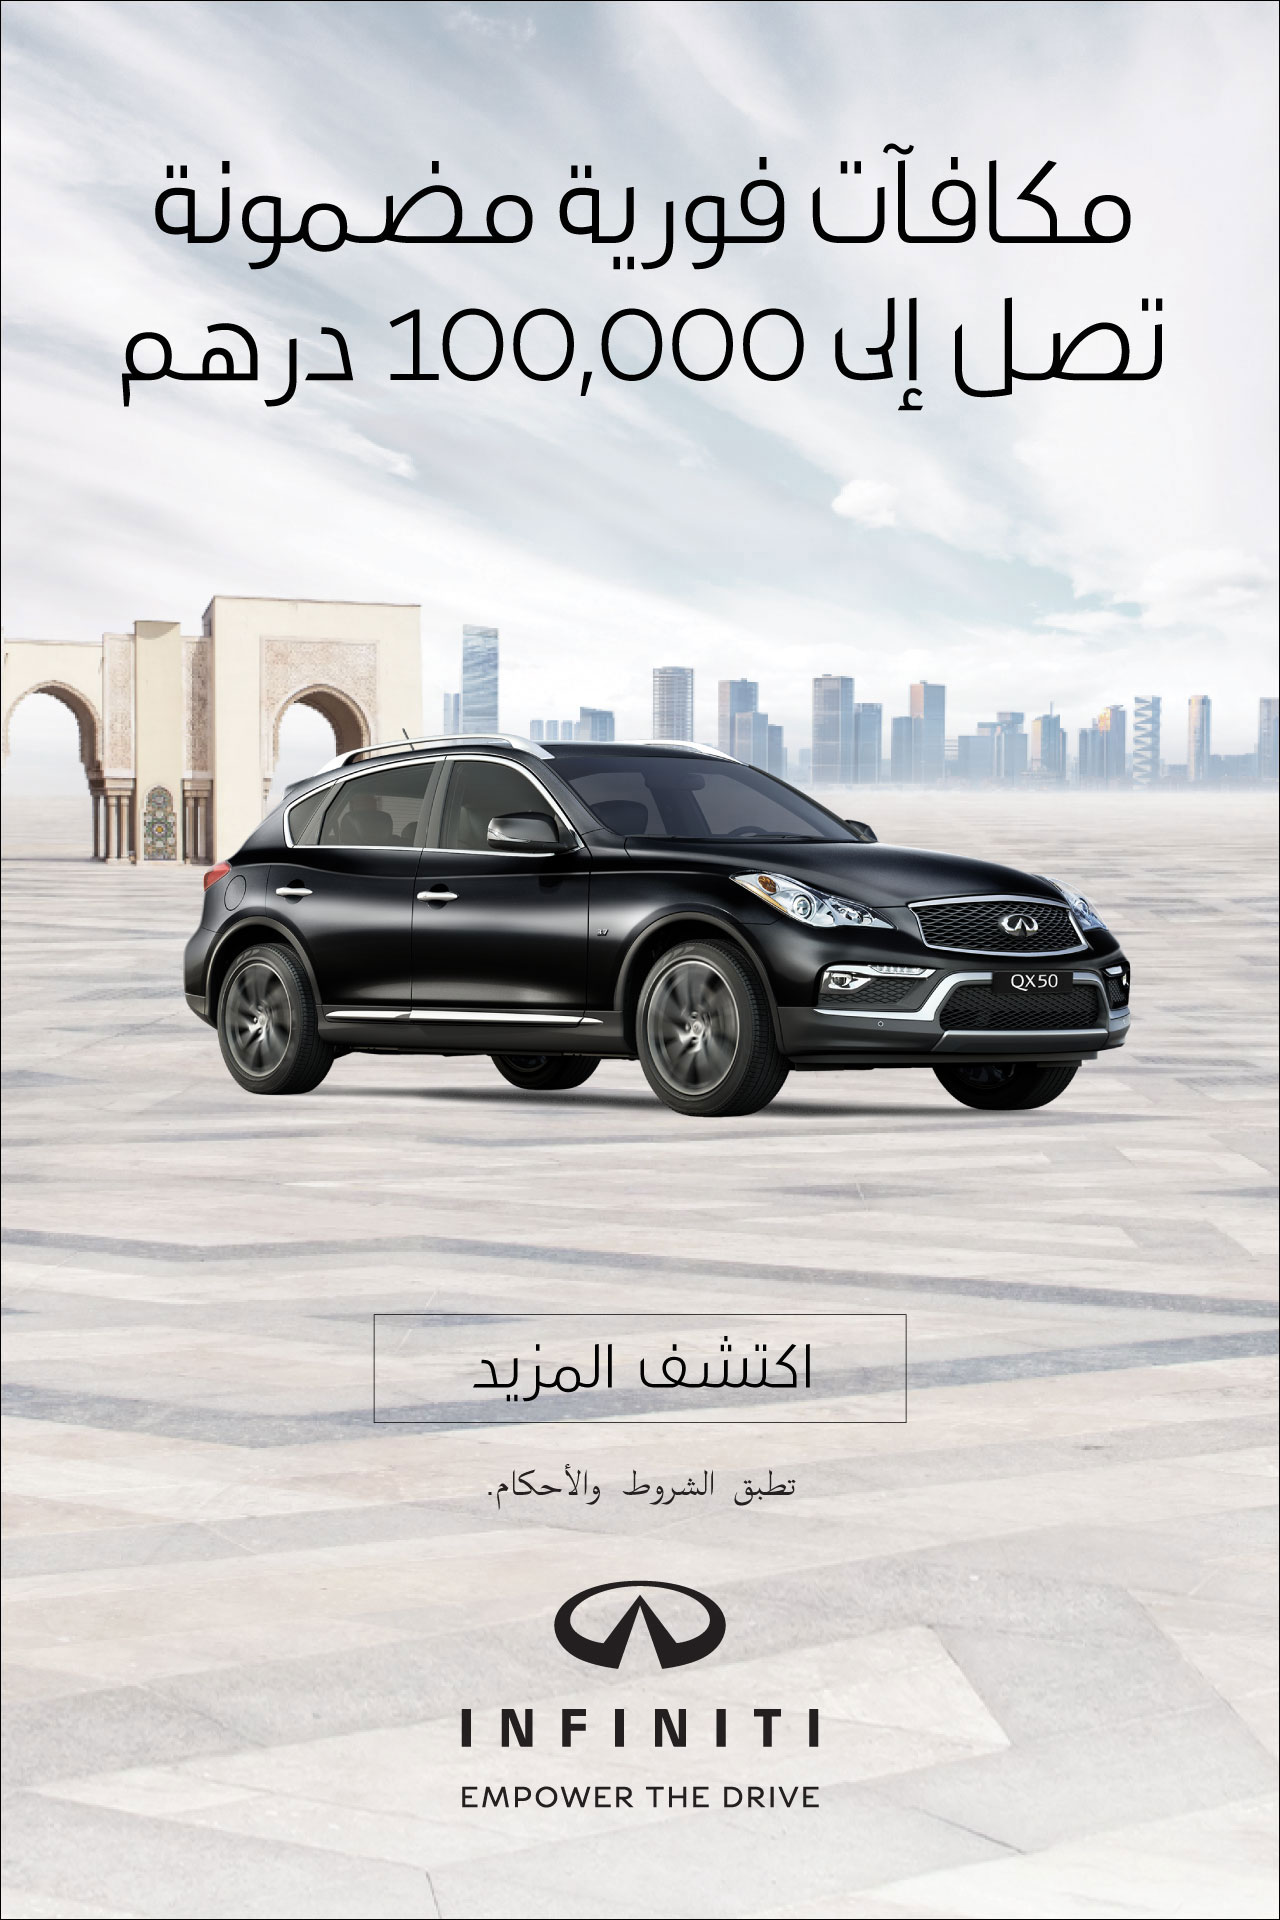 مكافآت فورية مضمونة
تصل إلى 100,000 درهم
QX50
اكتشف المزيد
تطبق الشروط والأحكام.
INFINITI
EMPOWER THE DRIVE